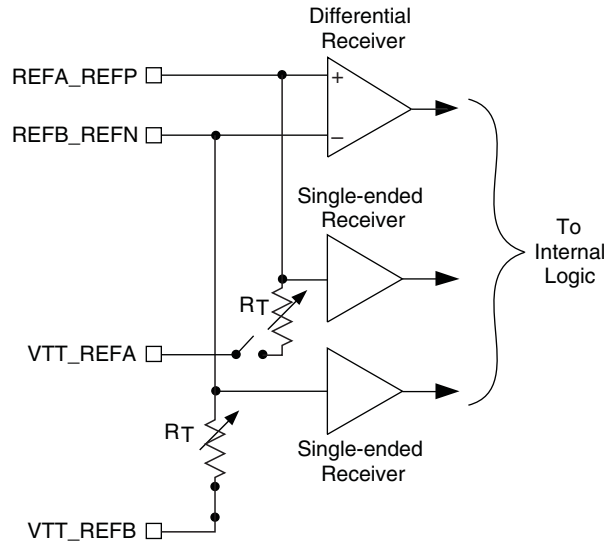 Differential
Receiver
REFA_REFP
+
REFB_REFN
−
Single-ended
Receiver
To
Internal
Logic
RT
VTT_REFA
RT
Single-ended
Receiver
VTT_REFB